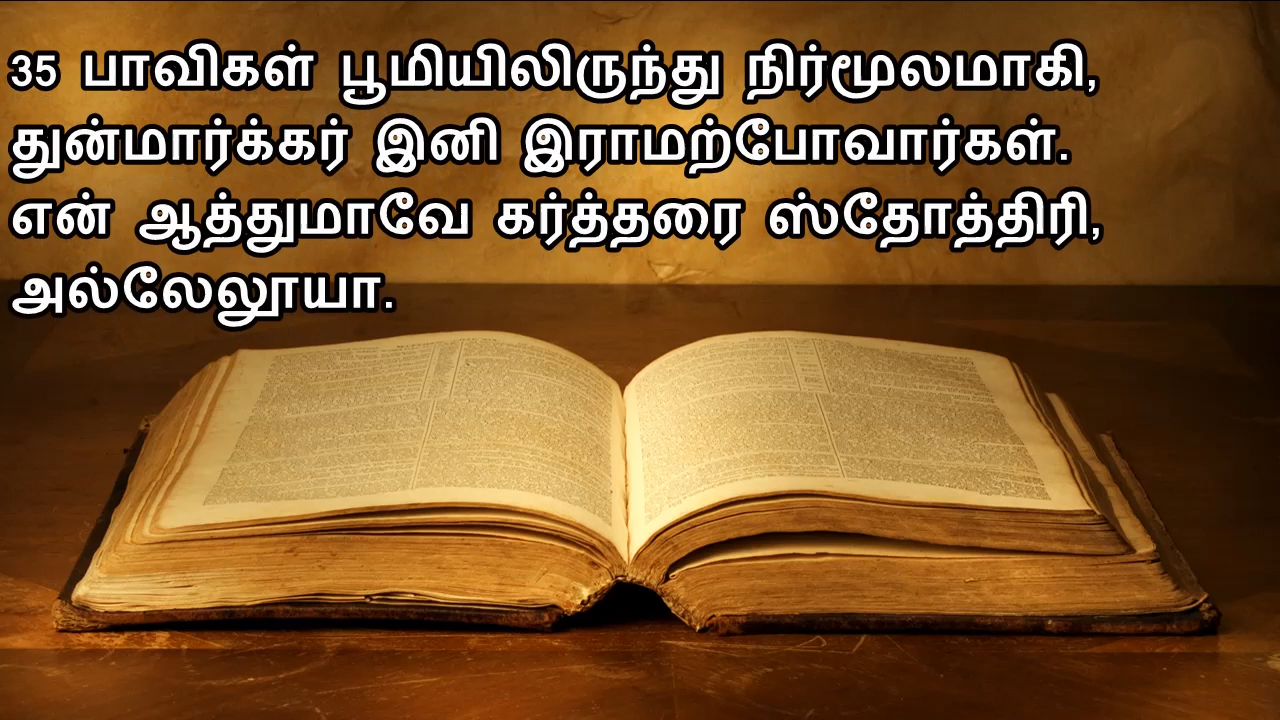 35 பாவிகள் பூமியிலிருந்து நிர்மூலமாகி,
துன்மார்க்கர் இனி இராமற்போவார்கள்.
என் ஆத்துமாவே கர்த்தரை ஸ்தோத்திரி,
அல்லேலூயா.